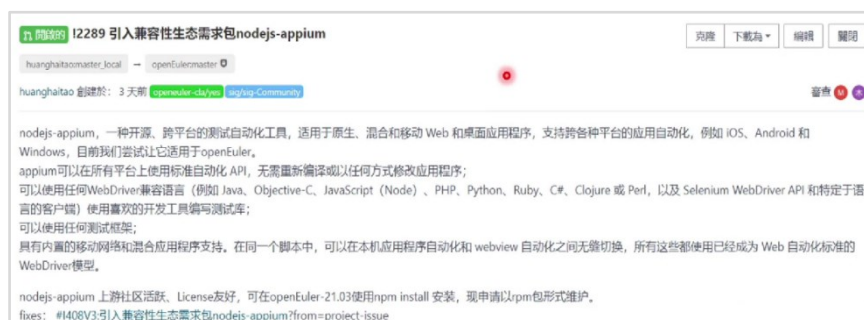 開啟的 !2289 引入兼容性生态需求包nodejs-appium
克隆 下載為 編輯 關閉
huanghaitao:master_local → openEuler:master
huanghaitao 創建於： 3 天前 openeuler-cla/yes sig/sig-Community
審查 M
nodejs-appium，一种开源、跨平台的测试自动化工具，适用于原生、混合和移动 Web 和桌面应用程序，支持跨各种平台的应用自动化，例如 iOS、Android 和
Windows，目前我们尝试让它适用于openEuler。
appium可以在所有平台上使用标准自动化 API，无需重新编译或以任何方式修改应用程序；
可以使用任何WebDriver兼容语言（例如 Java、Objective-C、JavaScript（Node）、PHP、Python、Ruby、C#、Clojure 或 Perl，以及 Selenium WebDriver API 和特定于语
言的客户端）使用喜欢的开发工具编写测试库；
可以使用任何测试框架；
具有内置的移动网络和混合应用程序支持。在同一个脚本中，可以在本机应用程序自动化和 webview 自动化之间无缝切换，所有这些都使用已经成为 Web 自动化标准的
WebDriver模型。
nodejs-appium 上游社区活跃、License友好，可在openEuler-21.03使用npm install 安装，现申请以rpm包形式维护。
fixes： #I408V3:引入兼容性生态需求包nodejs-appium?from=project-issue